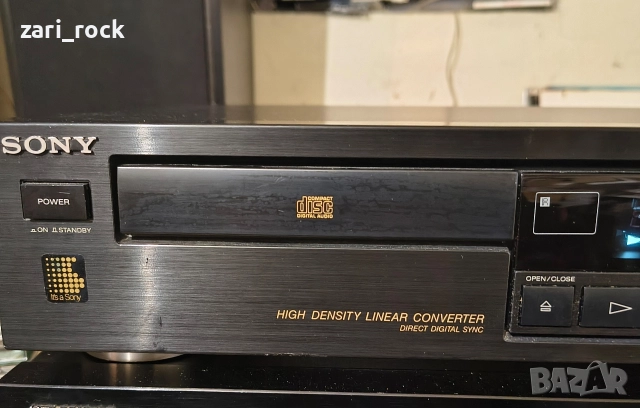 zari_rock
SONY
POWER
ON STANDBY
It's a Sony
COMPACT
disc
DIGITAL AUDIO
HIGH DENSITY LINEAR CONVERTER
DIRECT DIGITAL SYNC
OPEN/CLOSE
BAZAR